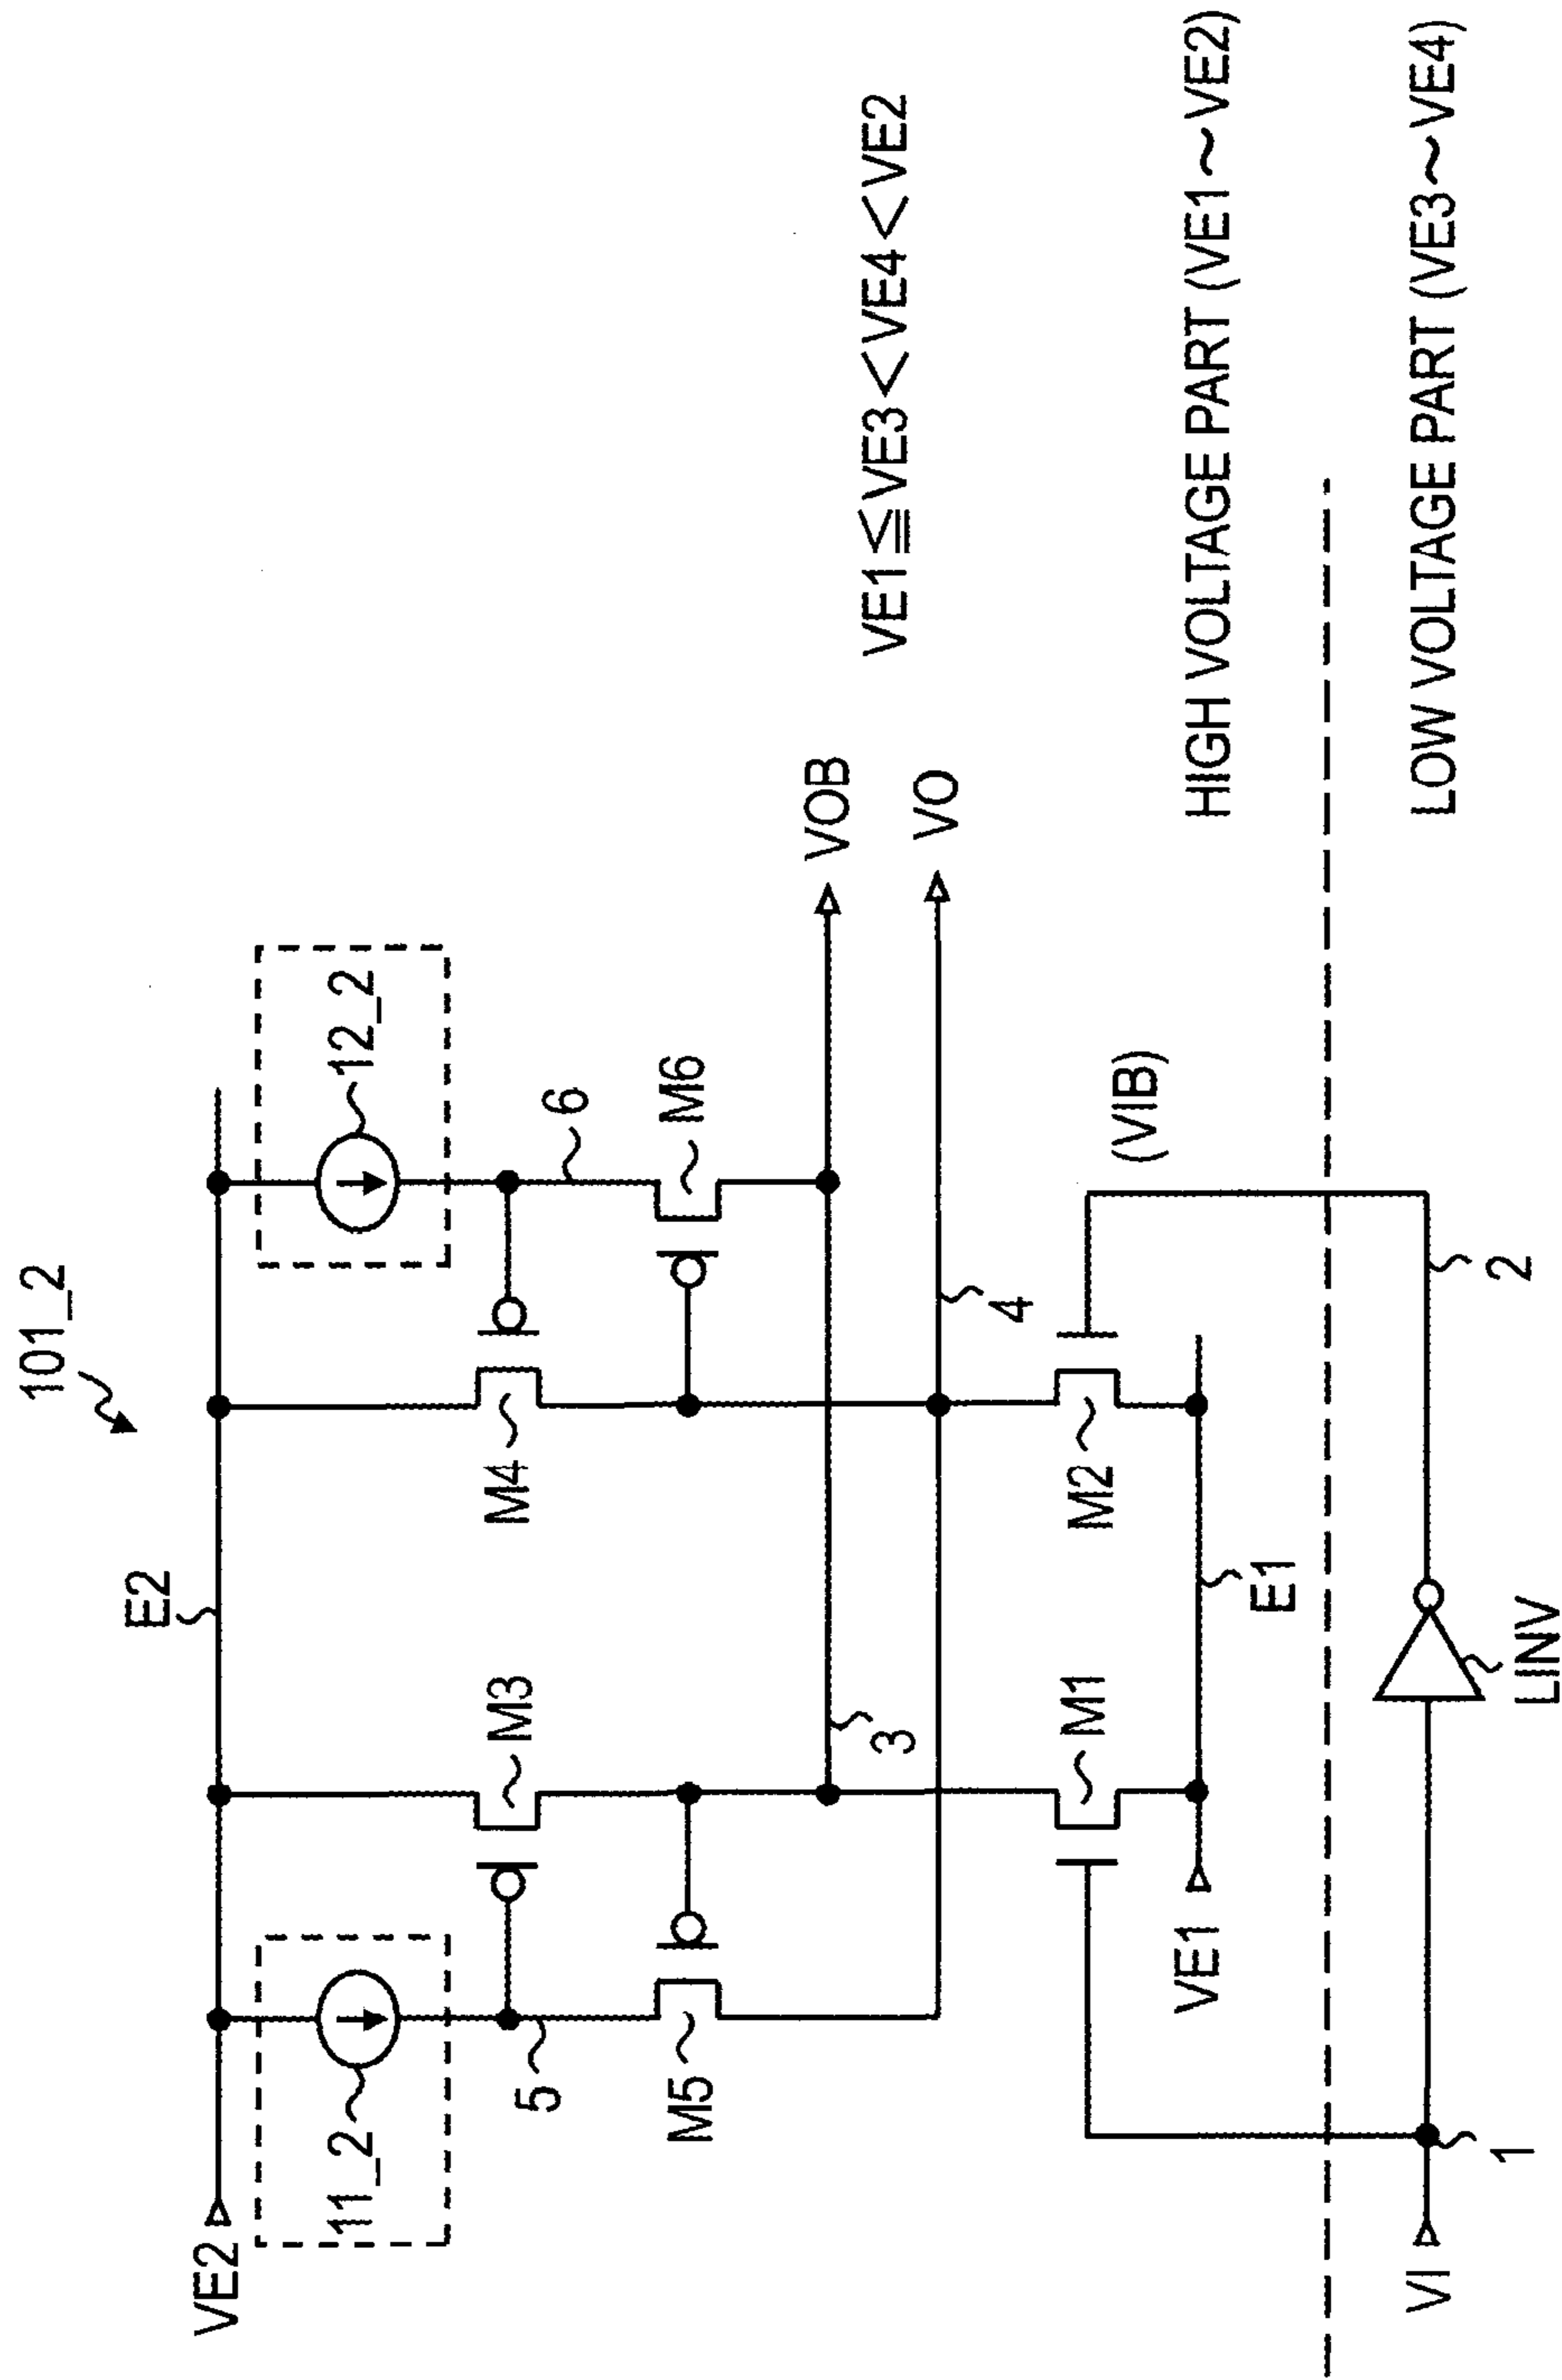 101_2
E2
VE2
11_2
12_2
5
M3
M4
6
M5
M6
VOB
3
VO
VE1≦VE3<VE4<VE2
4
M1
M2
(VIB)
VE1
E1
HIGH VOLTAGE PART (VE1~VE2)
VI
1
LINV
2
LOW VOLTAGE PART (VE3~VE4)